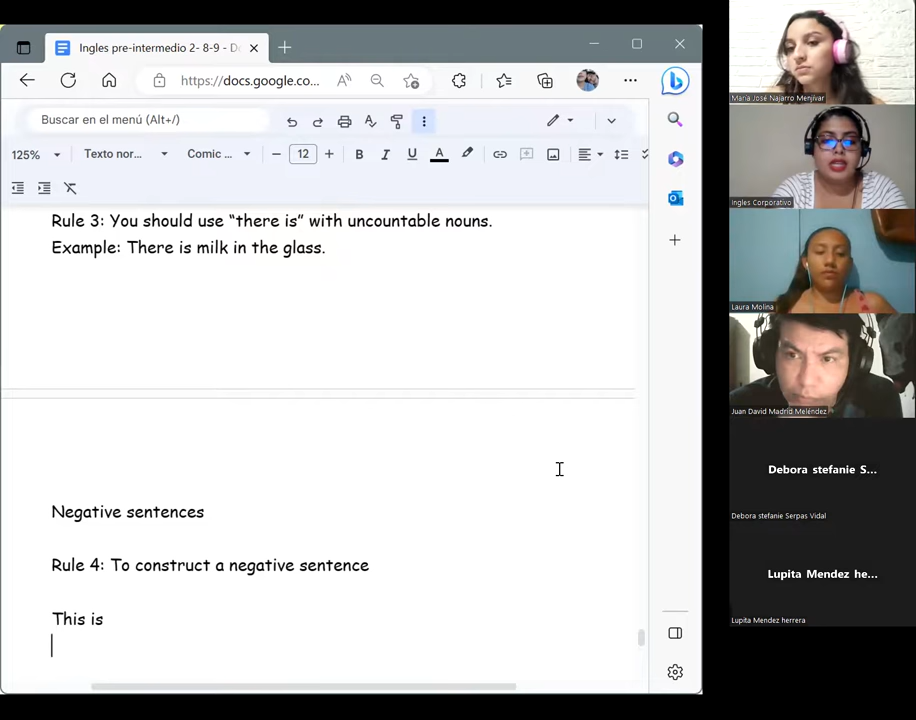 Ingles pre-intermedio 2- 8-9 - Do
https://docs.google.co...
Buscar en el menú (Alt+/)
125%
Texto nor...
Comic ...
12
B I U A
Rule 3: You should use “there is” with uncountable nouns.
Example: There is milk in the glass.
Negative sentences
Rule 4: To construct a negative sentence
This is
María José Najarro Menjívar
Ingles Corporativo
Laura Molina
Juan David Madrid Meléndez
Debora stefanie S...
Debora stefanie Serpas Vidal
Lupita Mendez he...
Lupita Mendez herrera